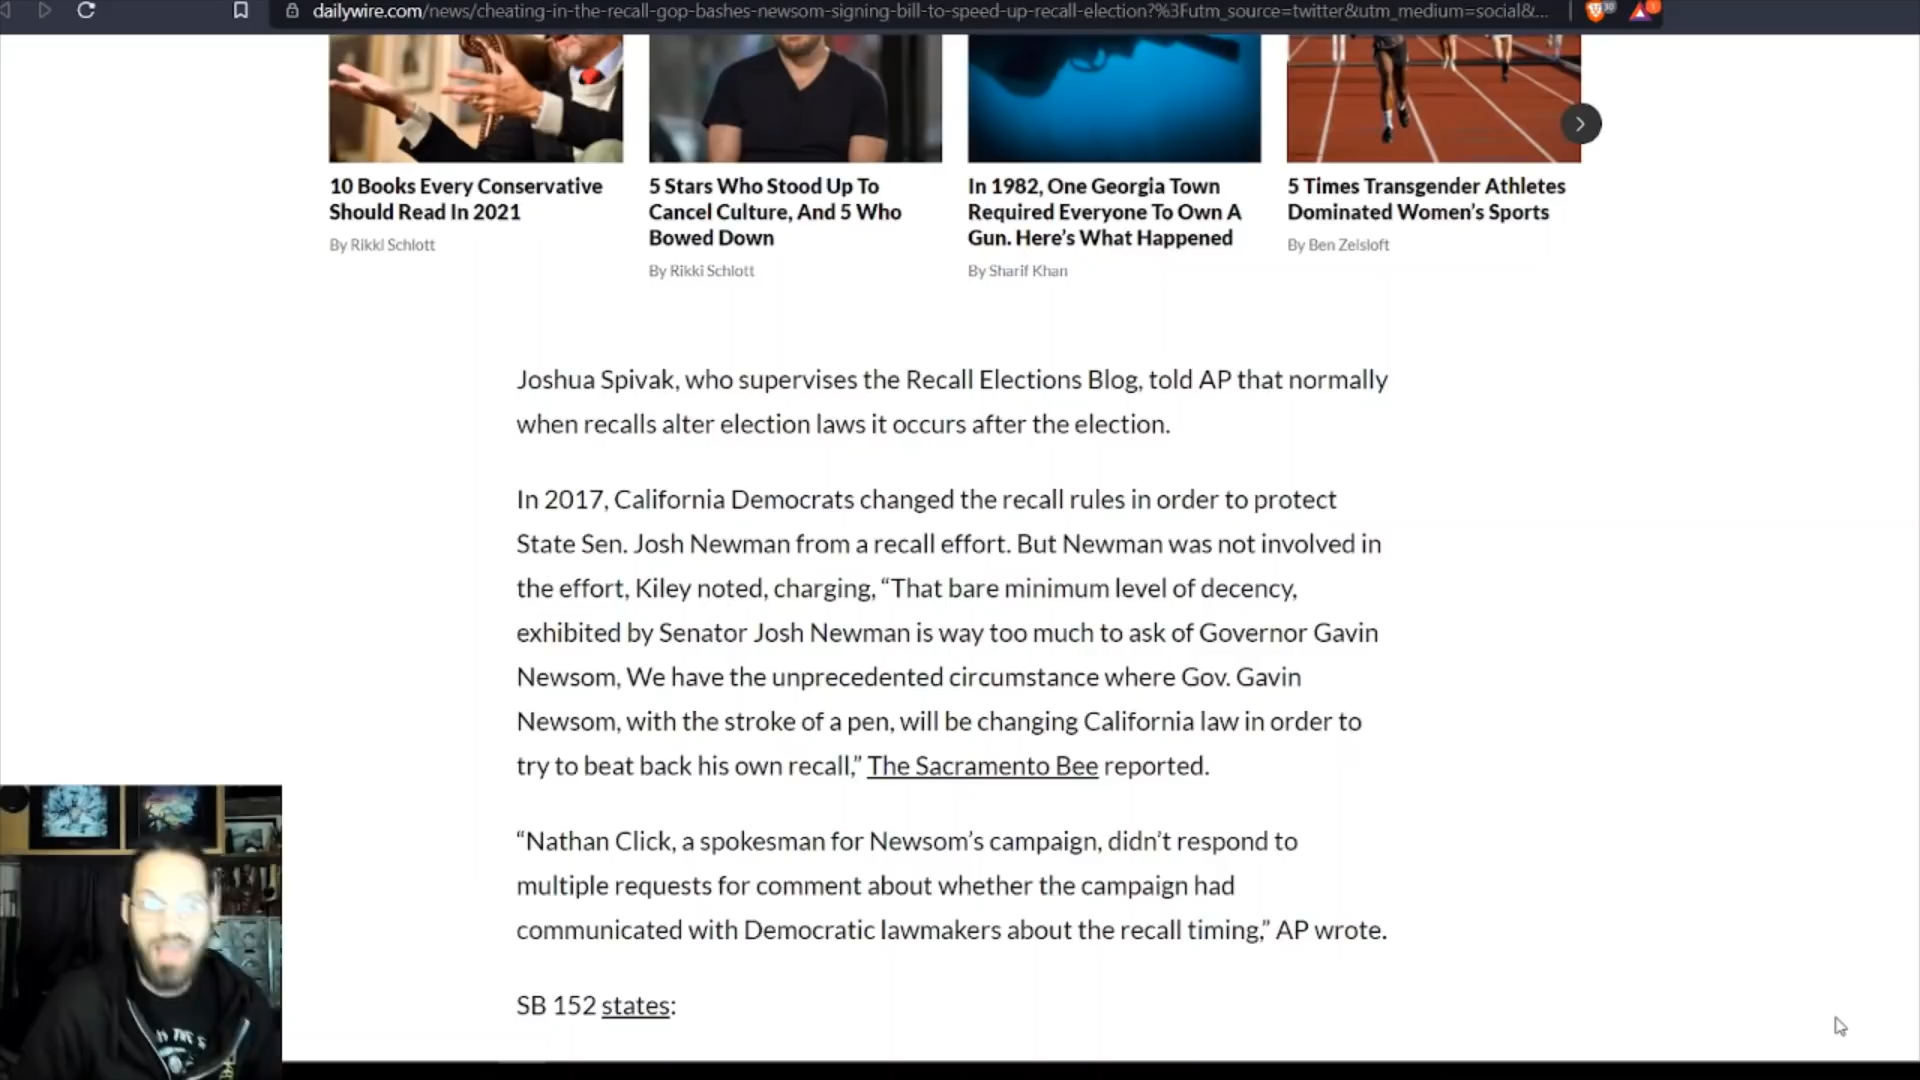 dailywire.com/news/cheating-in-the-recall-gop-bashes-newsom-signing-bill-to-speed-up-recall-election?%3Futm_source=twitter&utm_medium=social&...
10 Books Every Conservative
Should Read In 2021
By Rikki Schlott
5 Stars Who Stood Up To
Cancel Culture, And 5 Who
Bowed Down
By Rikki Schlott
In 1982, One Georgia Town
Required Everyone To Own A
Gun. Here's What Happened
By Sharif Khan
5 Times Transgender Athletes
Dominated Women's Sports
By Ben Zeisloft
Joshua Spivak, who supervises the Recall Elections Blog, told AP that normally
when recalls alter election laws it occurs after the election.
In 2017, California Democrats changed the recall rules in order to protect
State Sen. Josh Newman from a recall effort. But Newman was not involved in
the effort, Kiley noted, charging, “That bare minimum level of decency,
exhibited by Senator Josh Newman is way too much to ask of Governor Gavin
Newsom, We have the unprecedented circumstance where Gov. Gavin
Newsom, with the stroke of a pen, will be changing California law in order to
try to beat back his own recall,” The Sacramento Bee reported.
“Nathan Click, a spokesman for Newsom’s campaign, didn’t respond to
multiple requests for comment about whether the campaign had
communicated with Democratic lawmakers about the recall timing,” AP wrote.
SB 152 states: